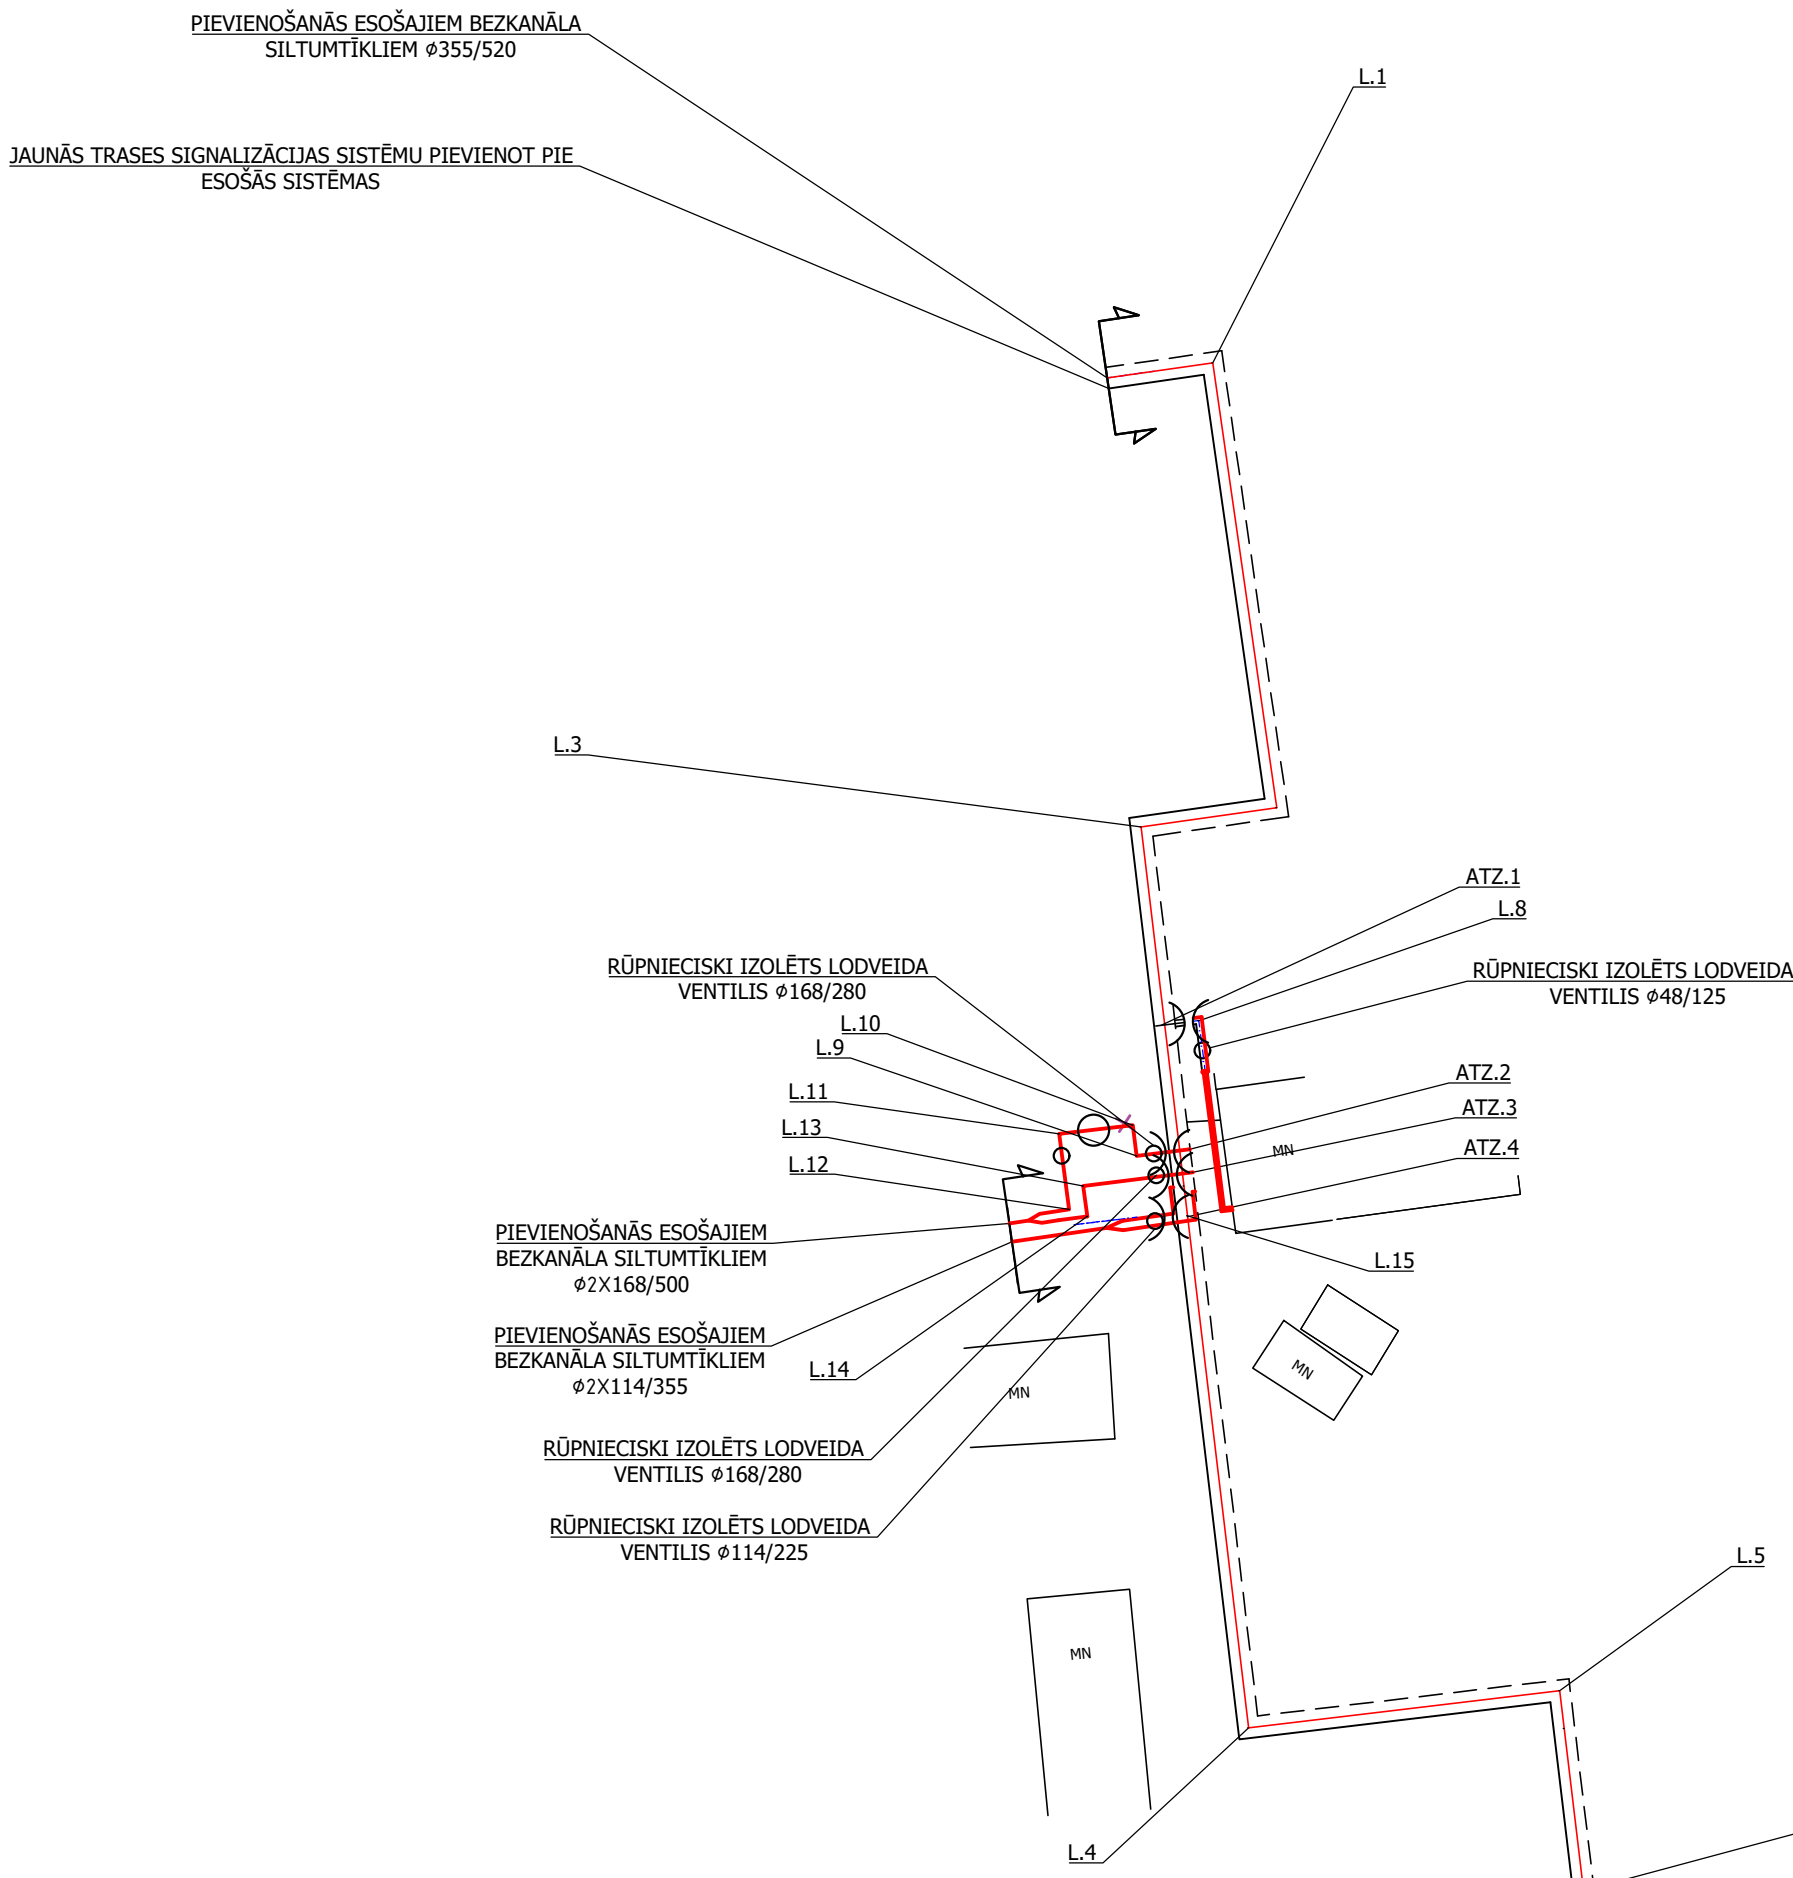 PIEVIENOŠANĀS ESOŠAJIEM BEZKANĀLA
SILTUMTĪKLIEM ⌀355/520
L.1
JAUNĀS TRASES SIGNALIZĀCIJAS SISTĒMU PIEVIENOT PIE
ESOŠĀS SISTĒMAS
L.3
ATZ.1
L.8
RŪPNIECISKI IZOLĒTS LODVEIDA
VENTILIS ⌀168/280
RŪPNIECISKI IZOLĒTS LODVEIDA
VENTILIS ⌀48/125
L.10
L.9
L.11
L.13
L.12
ATZ.2
ATZ.3
ATZ.4
MN
PIEVIENOŠANĀS ESOŠAJIEM
BEZKANĀLA SILTUMTĪKLIEM
⌀2X168/500
L.15
PIEVIENOŠANĀS ESOŠAJIEM
BEZKANĀLA SILTUMTĪKLIEM
⌀2X114/355
L.14
MN
MN
RŪPNIECISKI IZOLĒTS LODVEIDA
VENTILIS ⌀168/280
RŪPNIECISKI IZOLĒTS LODVEIDA
VENTILIS ⌀114/225
L.5
MN
L.4